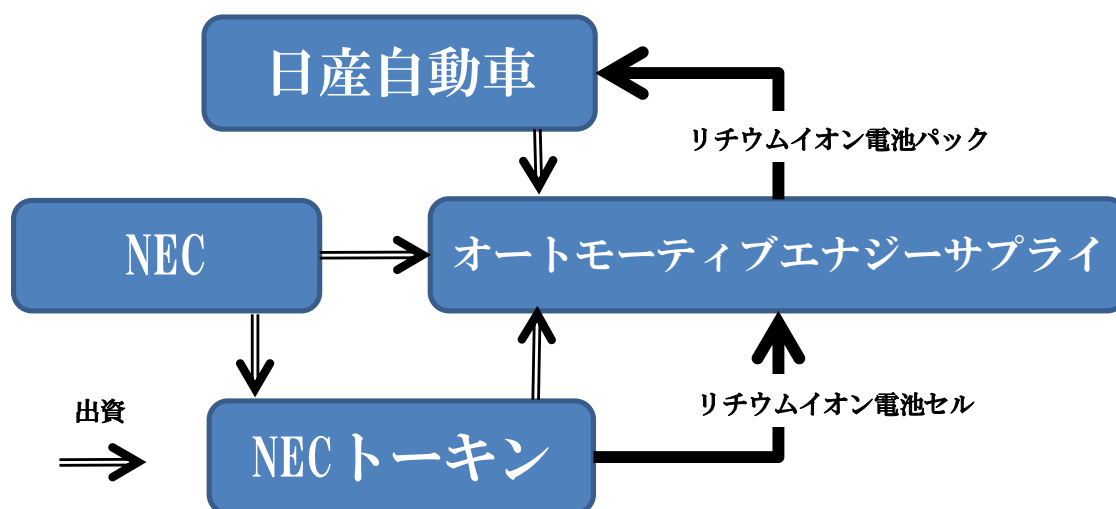 日産自動車
リチウムイオン電池パック
NEC
オートモーティブエナジーサプライ
出資
リチウムイオン電池セル
NECトーキン